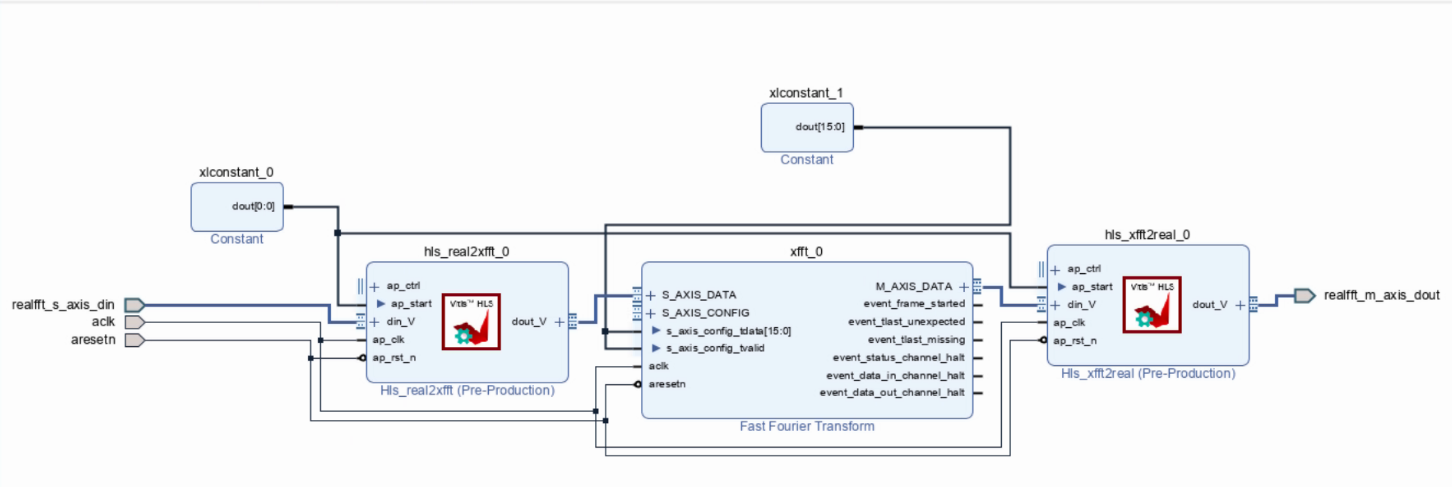 xlconstant_1
dout[15:0]
Constant
xlconstant_0
dout[0:0]
Constant
hls_real2xfft_0
ap_ctrl
ap_start
din_V
ap_clk
ap_rst_n
dout_V
Vitis™ HLS
Hls_real2xfft (Pre-Production)
realfft_s_axis_din
aclk
aresetn
xfft_0
S_AXIS_DATA
S_AXIS_CONFIG
s_axis_config_tdata[15:0]
s_axis_config_tvalid
aclk
aresetn
M_AXIS_DATA
event_frame_started
event_tlast_unexpected
event_tlast_missing
event_status_channel_halt
event_data_in_channel_halt
event_data_out_channel_halt
Fast Fourier Transform
hls_xfft2real_0
ap_ctrl
ap_start
din_V
ap_clk
ap_rst_n
Vitis™ HLS
dout_V
Hls_xfft2real (Pre-Production)
realfft_m_axis_dout